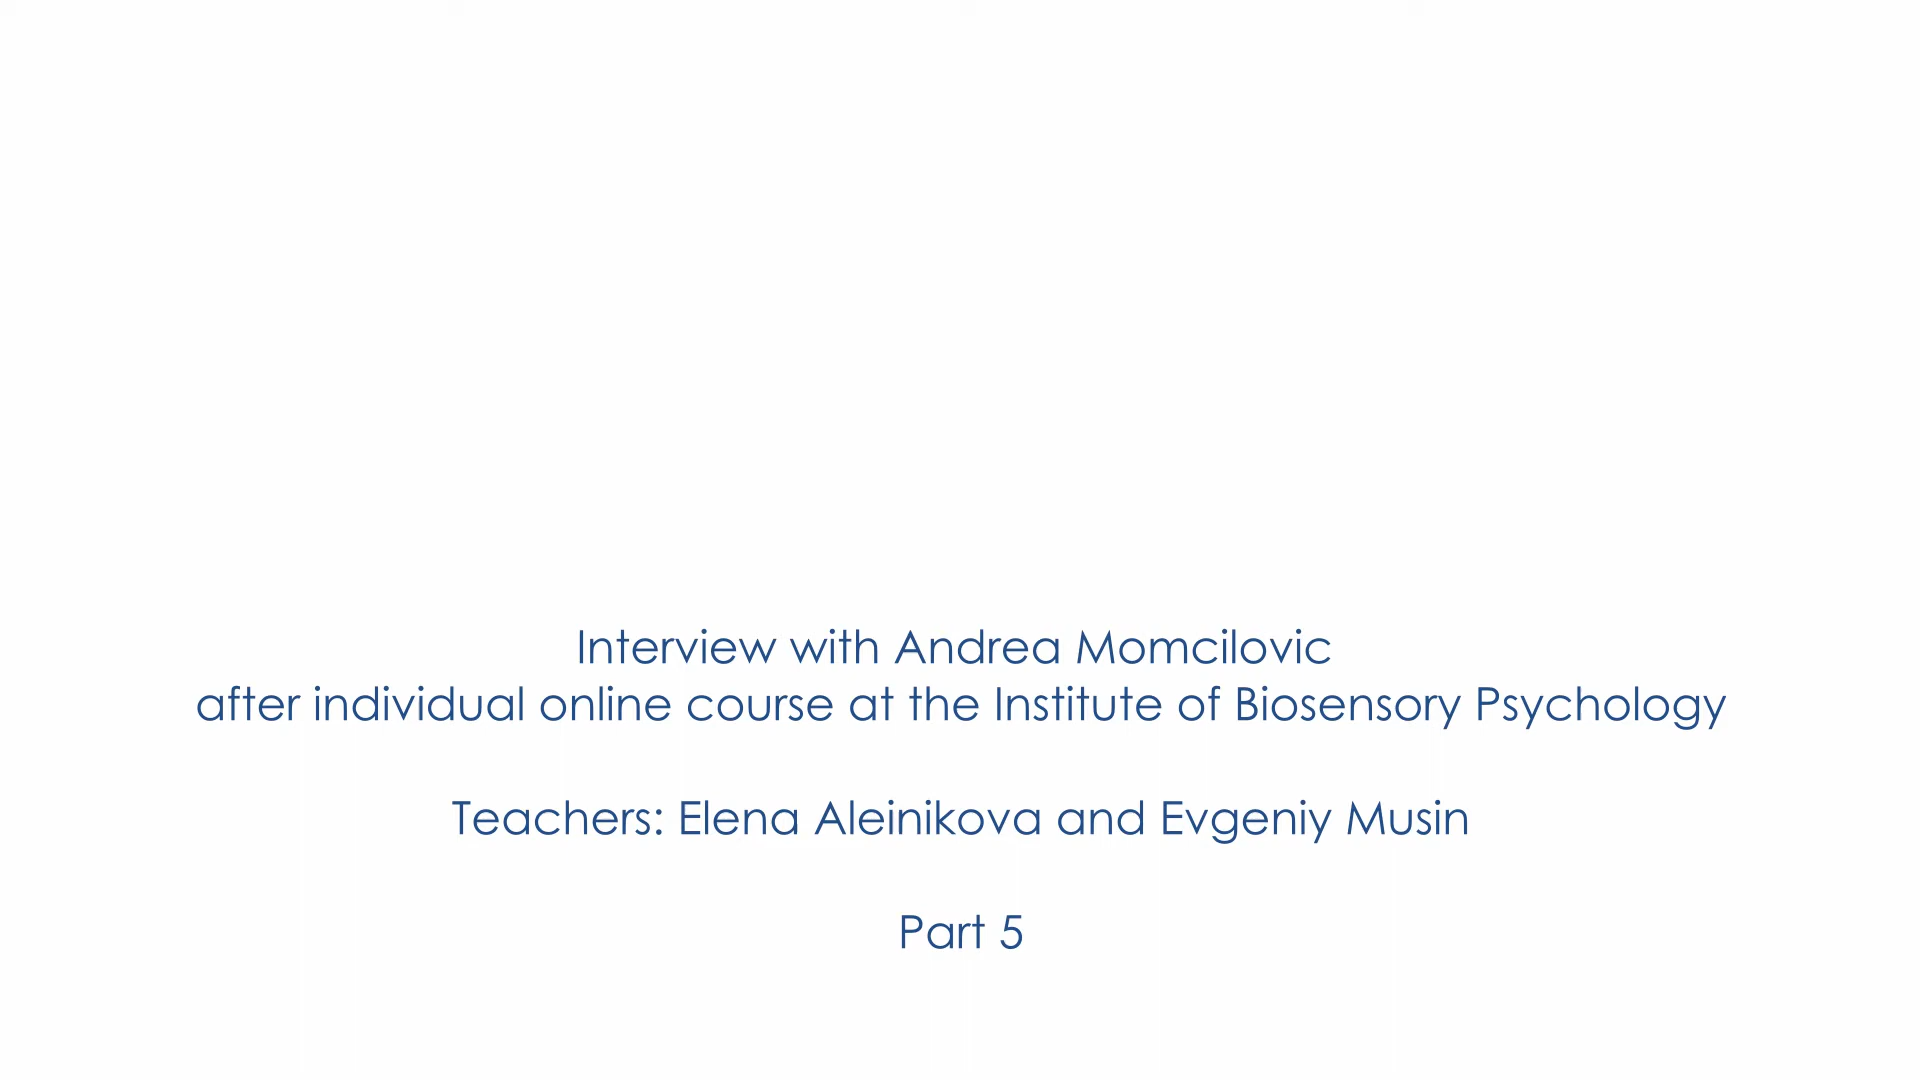 Interview with Andrea Momcilovic
after individual online course at the Institute of Biosensory Psychology
Teachers: Elena Aleinikova and Evgeniy Musin
Part 5